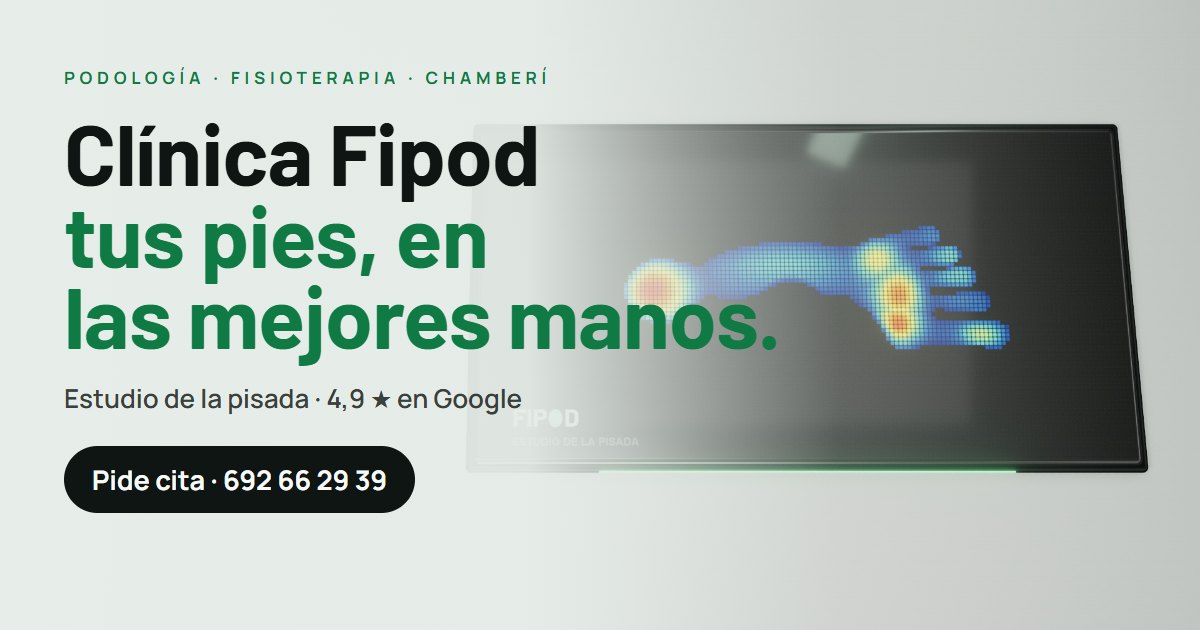 PODOLOGÍA · FISIOTERAPIA · CHAMBERÍ
Clínica Fipod
tus pies, en
las mejores manos.
Estudio de la pisada · 4,9 ★ en Google
FIPOD
ESTUDIO DE LA PISADA
Pide cita · 692 66 29 39